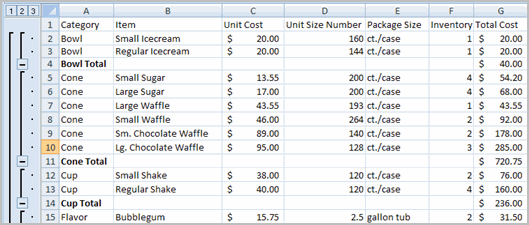 1 2 3 A B C D E F G
1 Category Item Unit Cost Unit Size Number Package Size Inventory Total Cost
2 Bowl Small Icecream $ 20.00 160 ct./case 1 $ 20.00
3 Bowl Regular Icecream $ 20.00 144 ct./case 1 $ 20.00
4 Bowl Total $ 40.00
5 Cone Small Sugar $ 13.55 200 ct./case 4 $ 54.20
6 Cone Large Sugar $ 17.00 200 ct./case 4 $ 68.00
7 Cone Large Waffle $ 43.55 193 ct./case 1 $ 43.55
8 Cone Small Waffle $ 46.00 264 ct./case 2 $ 92.00
9 Cone Sm. Chocolate Waffle $ 89.00 140 ct./case 2 $ 178.00
10 Cone Lg. Chocolate Waffle $ 95.00 128 ct./case 3 $ 285.00
11 Cone Total $ 720.75
12 Cup Small Shake $ 38.00 120 ct./case 2 $ 76.00
13 Cup Regular Shake $ 40.00 120 ct./case 4 $ 160.00
14 Cup Total $ 236.00
15 Flavor Bubblegum $ 15.75 2.5 gallon tub 2 $ 31.50